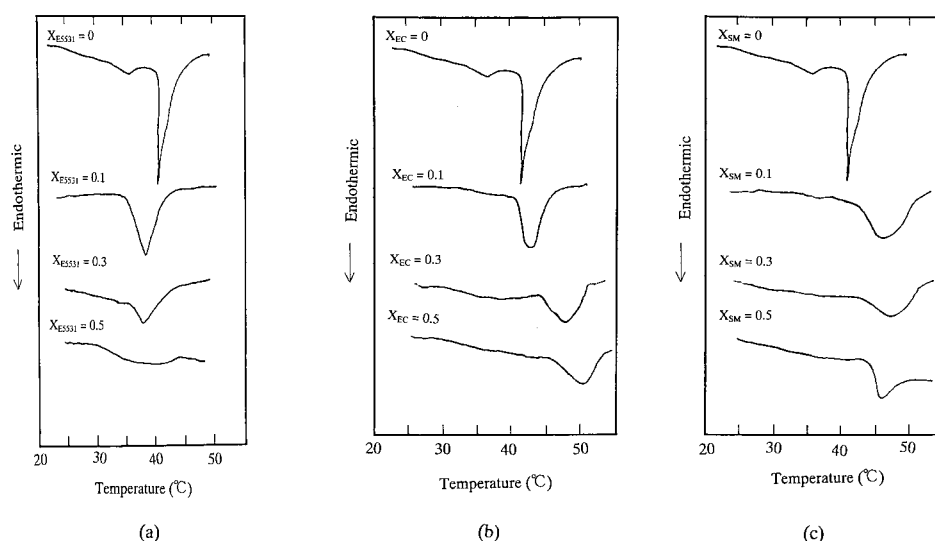 X_E5531 = 0
X_E5531 = 0.1
X_E5531 = 0.3
X_E5531 = 0.5
Endothermic
20 30 40 50
Temperature (℃)
(a)
X_EC = 0
X_EC = 0.1
X_EC = 0.3
X_EC = 0.5
Endothermic
20 30 40 50
Temperature (℃)
(b)
X_SM = 0
X_SM = 0.1
X_SM = 0.3
X_SM = 0.5
Endothermic
20 30 40 50
Temperature (℃)
(c)